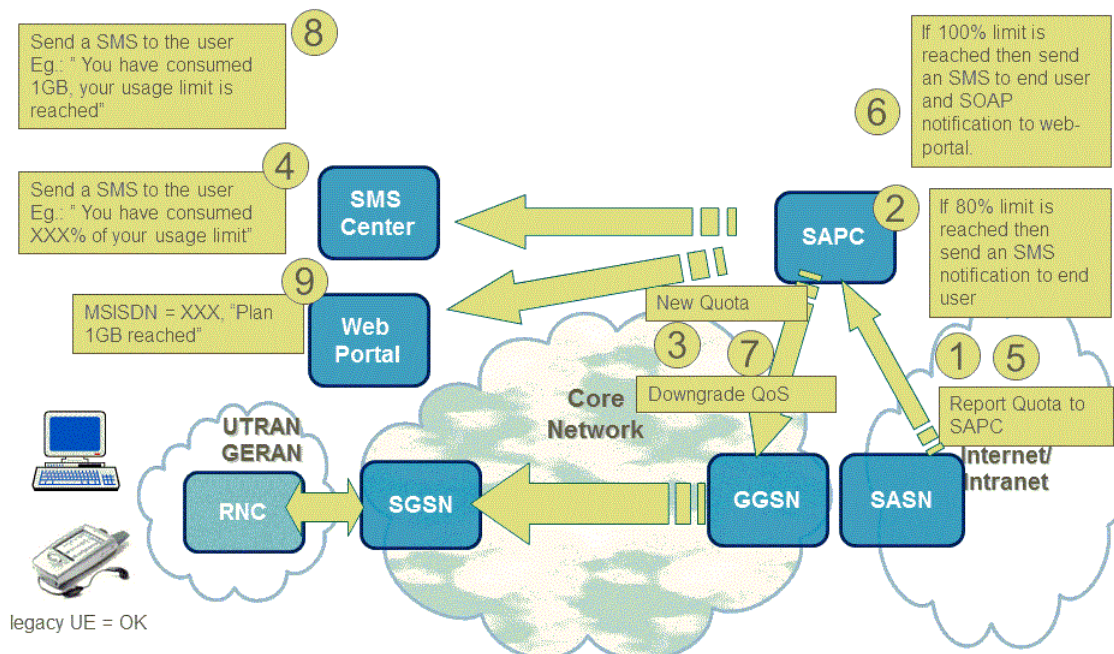 Send a SMS to the user
Eg.: " You have consumed
1GB, your usage limit is
reached"
8
If 100% limit is
reached then send
an SMS to end user
and SOAP
notification to web-
portal.
6
Send a SMS to the user
Eg.: " You have consumed
XXX% of your usage limit"
4
SMS
Center
SAPC
2
If 80% limit is
reached then
send an SMS
notification to end
user
MSISDN = XXX, "Plan
1GB reached"
9
Web
Portal
New Quota
3
7
Downgrade QoS
1
5
Report Quota to
SAPC
Internet/
Intranet
Core
Network
UTRAN
GERAN
RNC
SGSN
GGSN
SASN
legacy UE = OK